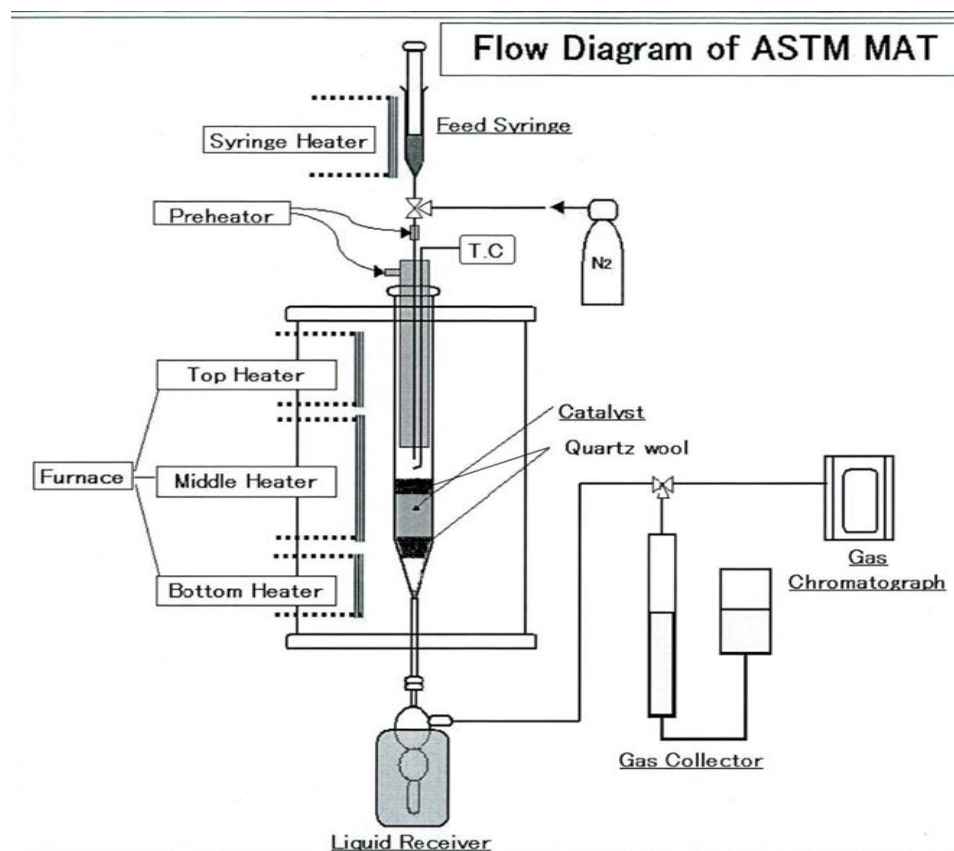 Flow Diagram of ASTM MAT
Feed Syringe
Syringe Heater
Preheator
T.C
N2
Top Heater
Catalyst
Quartz wool
Furnace
Middle Heater
Gas
Chromatograph
Bottom Heater
Gas Collector
Liquid Receiver